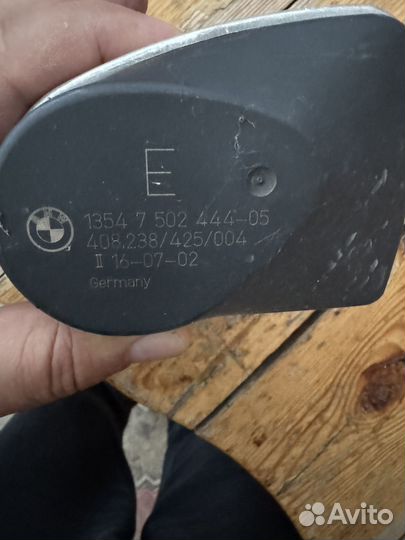 E
1354 7 502 444-05
408.238/425/004
II 16-07-02
Germany
Avito